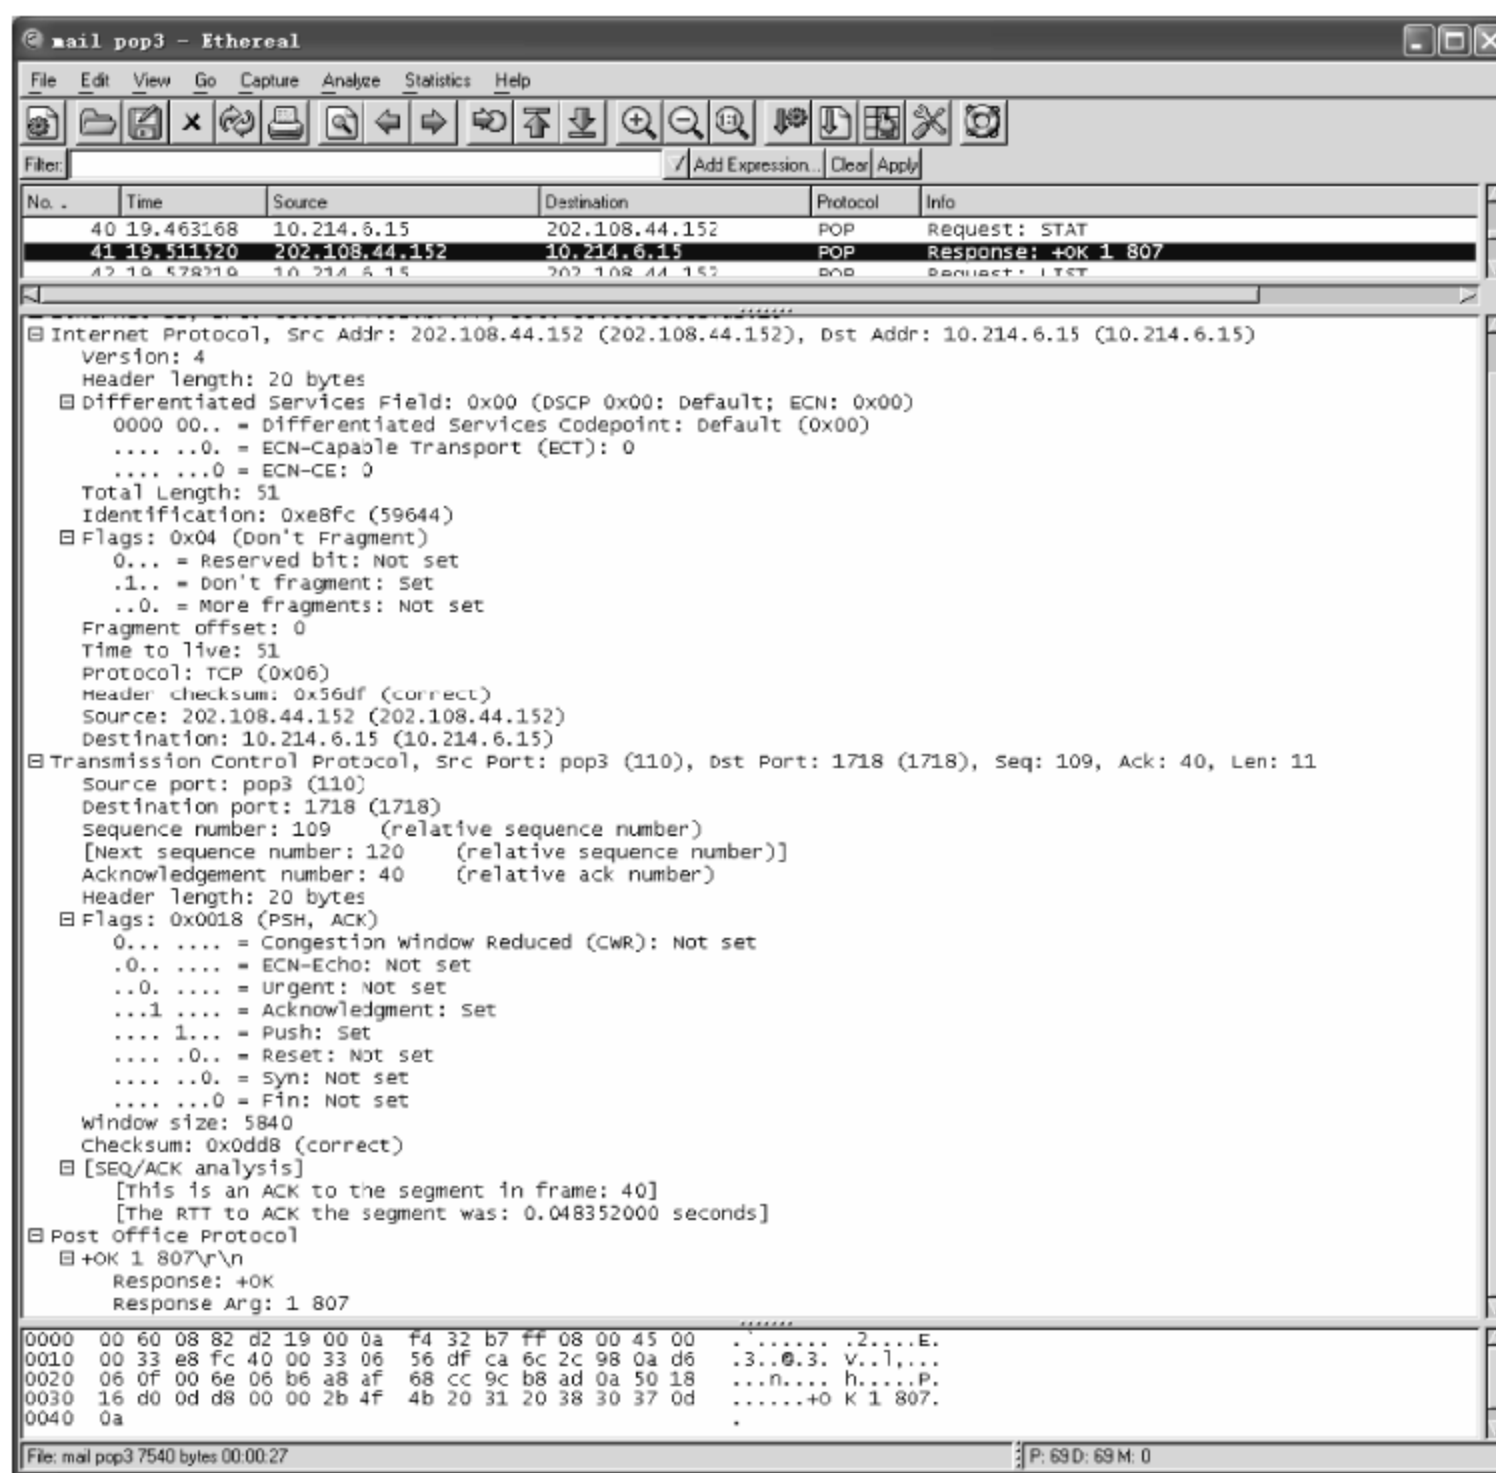 mail pop3 - Ethereal
File Edit View Go Capture Analyze Statistics Help
Filter: Add Expression... Clear Apply
No. . Time Source Destination Protocol Info
40 19.463168 10.214.6.15 202.108.44.152 POP Request: STAT
41 19.511520 202.108.44.152 10.214.6.15 POP Response: +OK 1 807
42 19.578219 10.214.6.15 202.108.44.152 POP Request: LIST
Internet Protocol, Src Addr: 202.108.44.152 (202.108.44.152), Dst Addr: 10.214.6.15 (10.214.6.15)
Version: 4
Header length: 20 bytes
Differentiated Services Field: 0x00 (DSCP 0x00: Default; ECN: 0x00)
0000 00.. = Differentiated Services Codepoint: Default (0x00)
.... ..0. = ECN-Capable Transport (ECT): 0
.... ...0 = ECN-CE: 0
Total Length: 51
Identification: 0xe8fc (59644)
Flags: 0x04 (Don't Fragment)
0... = Reserved bit: Not set
.1.. = Don't fragment: Set
..0. = More fragments: Not set
Fragment offset: 0
Time to live: 51
Protocol: TCP (0x06)
Header checksum: 0x56df (correct)
Source: 202.108.44.152 (202.108.44.152)
Destination: 10.214.6.15 (10.214.6.15)
Transmission Control Protocol, Src Port: pop3 (110), Dst Port: 1718 (1718), Seq: 109, Ack: 40, Len: 11
Source port: pop3 (110)
Destination port: 1718 (1718)
Sequence number: 109 (relative sequence number)
[Next sequence number: 120 (relative sequence number)]
Acknowledgement number: 40 (relative ack number)
Header length: 20 bytes
Flags: 0x0018 (PSH, ACK)
0... .... = Congestion Window Reduced (CWR): Not set
.0.. .... = ECN-Echo: Not set
..0. .... = Urgent: Not set
...1 .... = Acknowledgment: Set
.... 1... = Push: Set
.... .0.. = Reset: Not set
.... ..0. = Syn: Not set
.... ...0 = Fin: Not set
Window size: 5840
Checksum: 0x0dd8 (correct)
[SEQ/ACK analysis]
[This is an ACK to the segment in frame: 40]
[The RTT to ACK the segment was: 0.048352000 seconds]
Post Office Protocol
+OK 1 807\r\n
Response: +OK
Response Arg: 1 807
0000 00 60 08 82 d2 19 00 0a f4 32 b7 ff 08 00 45 00 .`...... .2....E.
0010 00 33 e8 fc 40 00 33 06 56 df ca 6c 2c 98 0a d6 .3..@.3. V..l,...
0020 06 0f 00 6e 06 b6 a8 af 68 cc 9c b8 ad 0a 50 18 ...n.... h.....P.
0030 16 d0 0d d8 00 00 2b 4f 4b 20 31 20 38 30 37 0d ......+O K 1 807.
0040 0a .
File: mail pop3 7540 bytes 00:00:27 P: 69 D: 69 M: 0